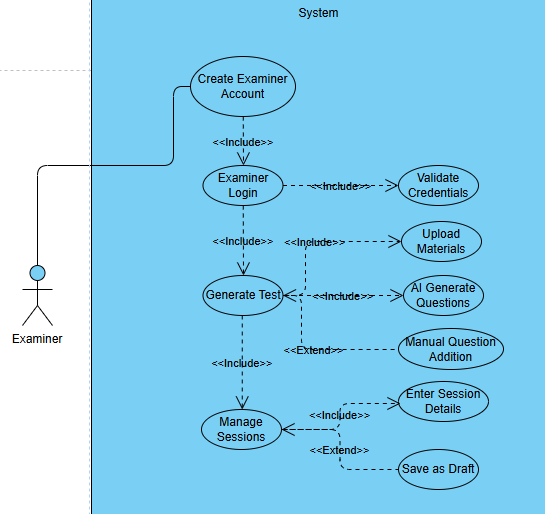 System
Create Examiner
Account
<<Include>>
Examiner
Login
<<Include>>
Validate
Credentials
<<Include>>
<<Include>>
Upload
Materials
Generate Test
<<Include>>
AI Generate
Questions
Examiner
<<Extend>>
Manual Question
Addition
<<Include>>
Manage
Sessions
<<Include>>
Enter Session
Details
<<Extend>>
Save as Draft